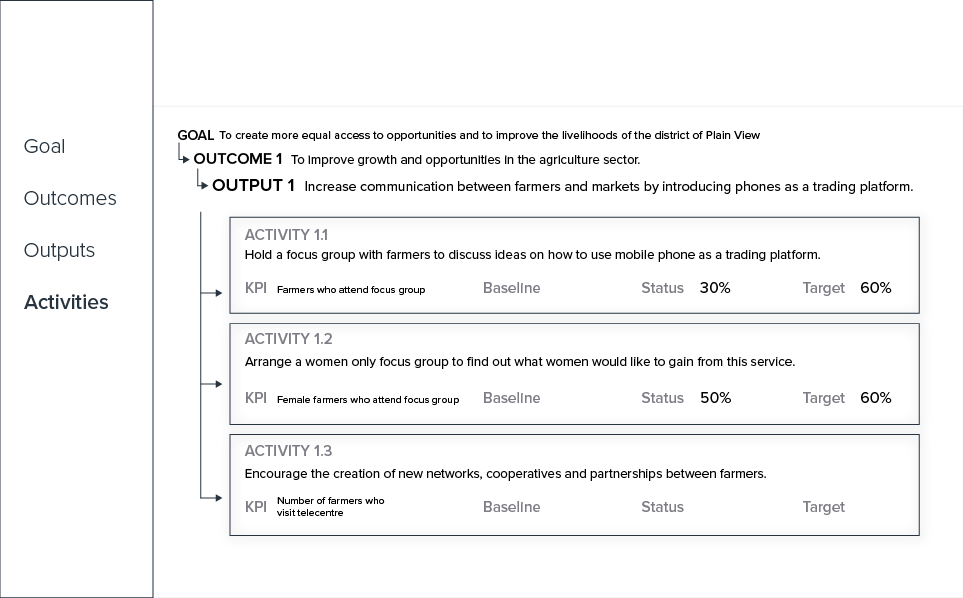 Goal
Outcomes
Outputs
Activities
GOAL To create more equal access to opportunities and to improve the livelihoods of the district of Plain View
OUTCOME 1 To improve growth and opportunities in the agriculture sector.
OUTPUT 1 Increase communication between farmers and markets by introducing phones as a trading platform.
ACTIVITY 1.1
Hold a focus group with farmers to discuss ideas on how to use mobile phone as a trading platform.
KPI Farmers who attend focus group Baseline Status 30% Target 60%
ACTIVITY 1.2
Arrange a women only focus group to find out what women would like to gain from this service.
KPI Female farmers who attend focus group Baseline Status 50% Target 60%
ACTIVITY 1.3
Encourage the creation of new networks, cooperatives and partnerships between farmers.
KPI Number of farmers who
visit telecentre Baseline Status Target